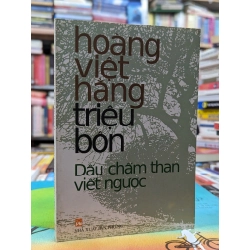 hoàng
việt
hằng
triệu
bôn
Dấu chấm than
viết ngược